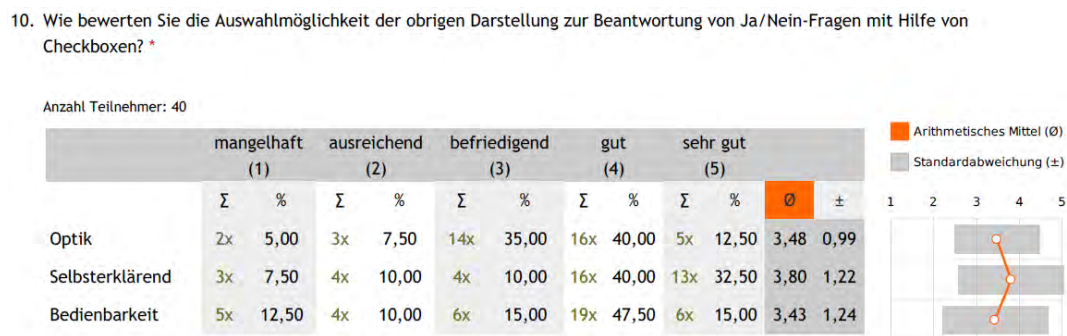 10. Wie bewerten Sie die Auswahlmöglichkeit der obrigen Darstellung zur Beantwortung von Ja/Nein-Fragen mit Hilfe von
Checkboxen? *
Anzahl Teilnehmer: 40
mangelhaft ausreichend befriedigend gut sehr gut
(1) (2) (3) (4) (5)
Σ % Σ % Σ % Σ % Σ % Ø ±
Optik 2x 5,00 3x 7,50 14x 35,00 16x 40,00 5x 12,50 3,48 0,99
Selbsterklärend 3x 7,50 4x 10,00 4x 10,00 16x 40,00 13x 32,50 3,80 1,22
Bedienbarkeit 5x 12,50 4x 10,00 6x 15,00 19x 47,50 6x 15,00 3,43 1,24
Arithmetisches Mittel (Ø)
Standardabweichung (±)
1 2 3 4 5